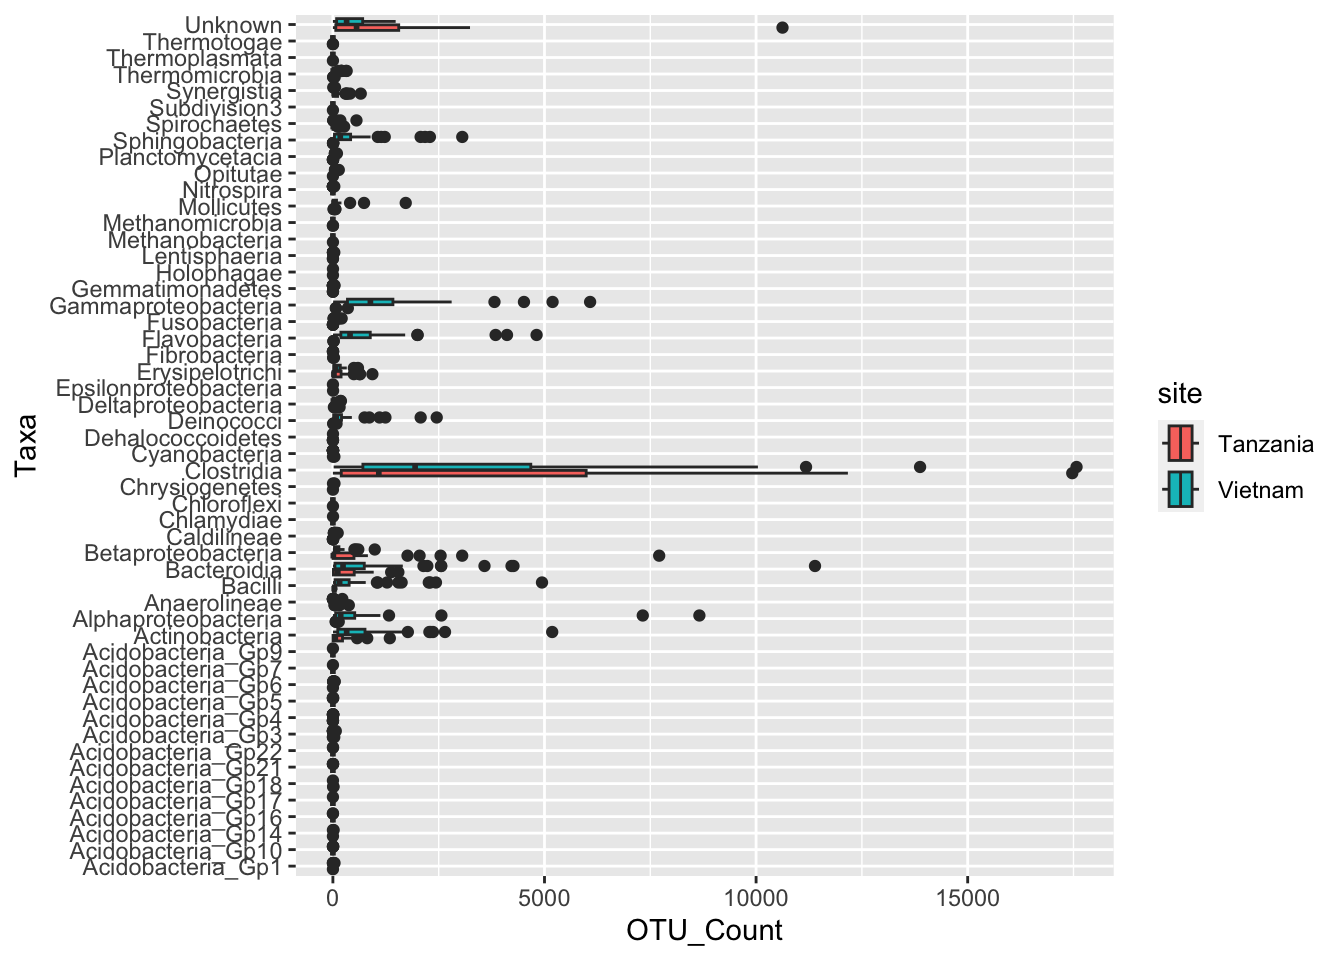 Unknown
Thermotogae
Thermoplasmata
Thermomicrobia
Synergistia
Subdivision3
Spirochaetes
Sphingobacteria
Planctomycetacia
Opitutae
Nitrospira
Mollicutes
Methanomicrobia
Methanobacteria
Lentisphaeria
Holophagae
Gemmatimonadetes
Gammaproteobacteria
Fusobacteria
Flavobacteria
Fibrobacteria
Erysipelotrichi
Epsilonproteobacteria
Deltaproteobacteria
Deinococci
Dehalococcoidetes
Cyanobacteria
Clostridia
Chrysiogenetes
Chloroflexi
Chlamydiae
Caldilineae
Betaproteobacteria
Bacteroidia
Bacilli
Anaerolineae
Alphaproteobacteria
Actinobacteria
Acidobacteria_Gp9
Acidobacteria_Gp7
Acidobacteria_Gp6
Acidobacteria_Gp5
Acidobacteria_Gp4
Acidobacteria_Gp3
Acidobacteria_Gp22
Acidobacteria_Gp21
Acidobacteria_Gp18
Acidobacteria_Gp17
Acidobacteria_Gp16
Acidobacteria_Gp14
Acidobacteria_Gp10
Acidobacteria_Gp1
Taxa
0 5000 10000 15000
OTU_Count
site
Tanzania
Vietnam